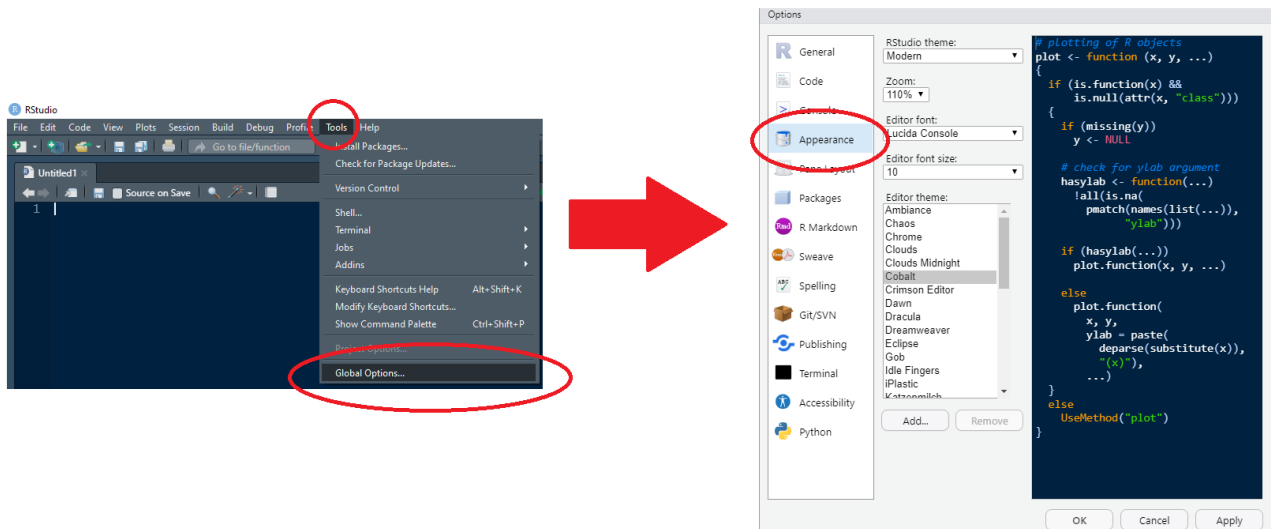 RStudio
File Edit Code View Plots Session Build Debug Profile Tools Help
Go to file/function
Untitled1
Source on Save
1
Install Packages...
Check for Package Updates...
Version Control
Shell...
Terminal
Jobs
Addins
Keyboard Shortcuts Help Alt+Shift+K
Modify Keyboard Shortcuts...
Show Command Palette Ctrl+Shift+P
Project Options...
Global Options...
Options
R General
Code
Console
Appearance
Pane Layout
Packages
Rmd R Markdown
Sweave
ABC Spelling
Git/SVN
Publishing
Terminal
Accessibility
Python
RStudio theme:
Modern
Zoom:
110%
Editor font:
Lucida Console
Editor font size:
10
Editor theme:
Ambiance
Chaos
Chrome
Clouds
Clouds Midnight
Cobalt
Crimson Editor
Dawn
Dracula
Dreamweaver
Eclipse
Gob
Idle Fingers
iPlastic
Katzenmilch
Add... Remove
# plotting of R objects
plot <- function (x, y, ...)
{
if (is.function(x) &&
is.null(attr(x, "class")))
{
if (missing(y))
y <- NULL
# check for ylab argument
hasylab <- function(...)
!all(is.na(
pmatch(names(list(...)),
"ylab")))
if (hasylab(...))
plot.function(x, y, ...)
else
plot.function(
x, y,
ylab = paste(
deparse(substitute(x)),
"(x)"),
...)
}
else
UseMethod("plot")
}
OK Cancel Apply